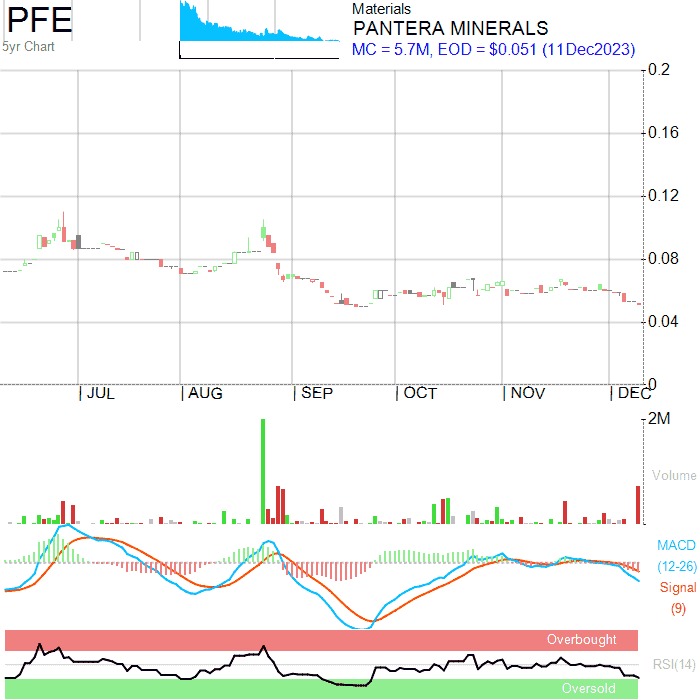 PFE
5yr Chart
Materials
PANTERA MINERALS
MC = 5.7M, EOD = $0.051 (11Dec2023)
0.2
0.16
0.12
0.08
0.04
0
JUL AUG SEP OCT NOV DEC
2M
Volume
MACD
(12-26)
Signal
(9)
Overbought
RSI(14)
Oversold